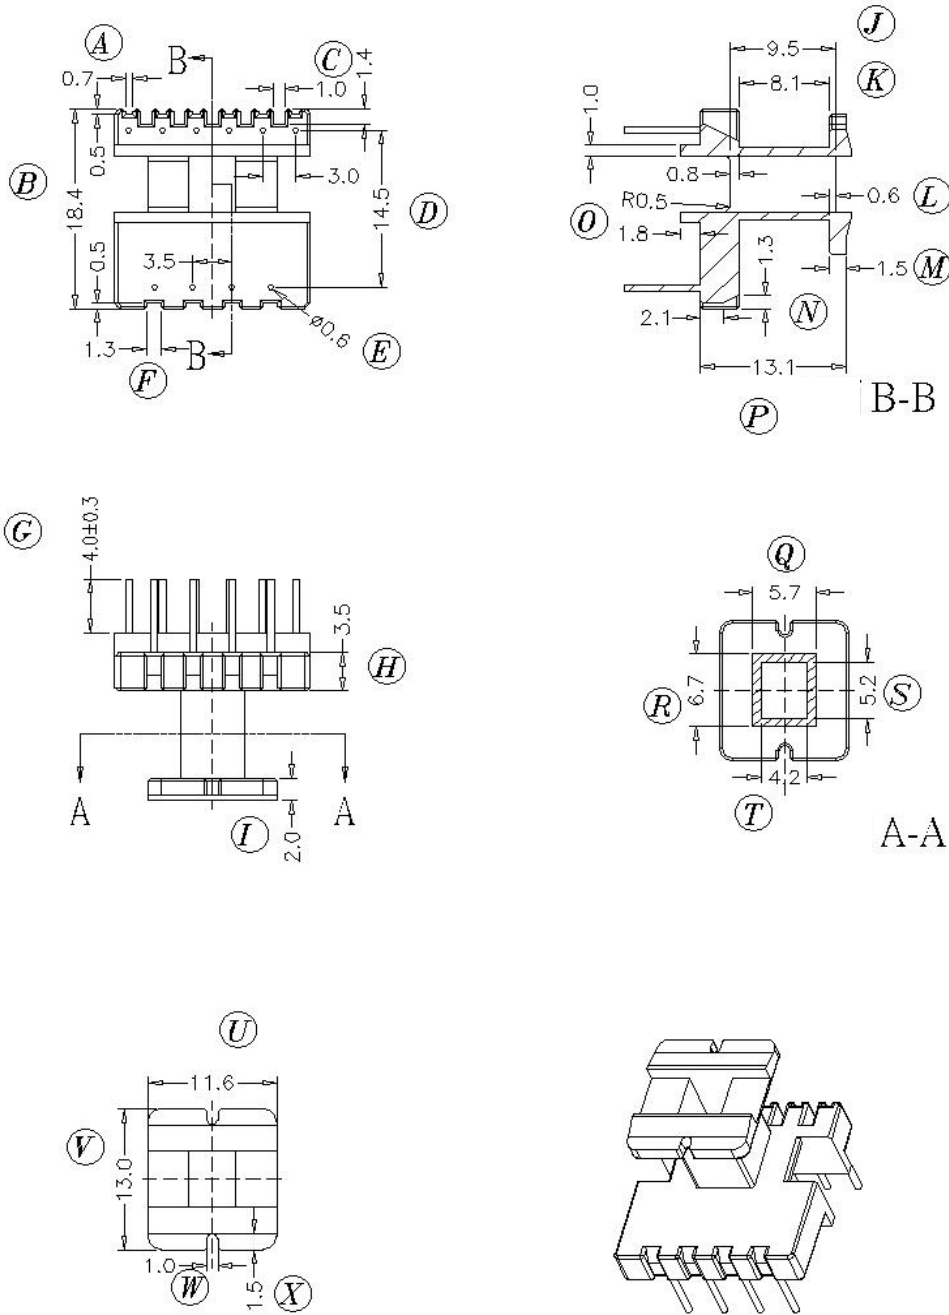 A
B
C
1.4
J
9.5
0.7
1.0
K
8.1
1.0
0.5
B
18.4
3.0
14.5
D
0.8
R0.5
0.6
L
O
1.8
0.5
3.5
1.3
1.5
M
2.1
N
1.3
B
ø0.6
E
F
13.1
B-B
P
G
4.0±0.3
3.5
H
Q
5.7
R
6.7
5.2
S
A
A
I
2.0
4.2
T
A-A
U
11.6
V
13.0
1.0
W
1.5
X